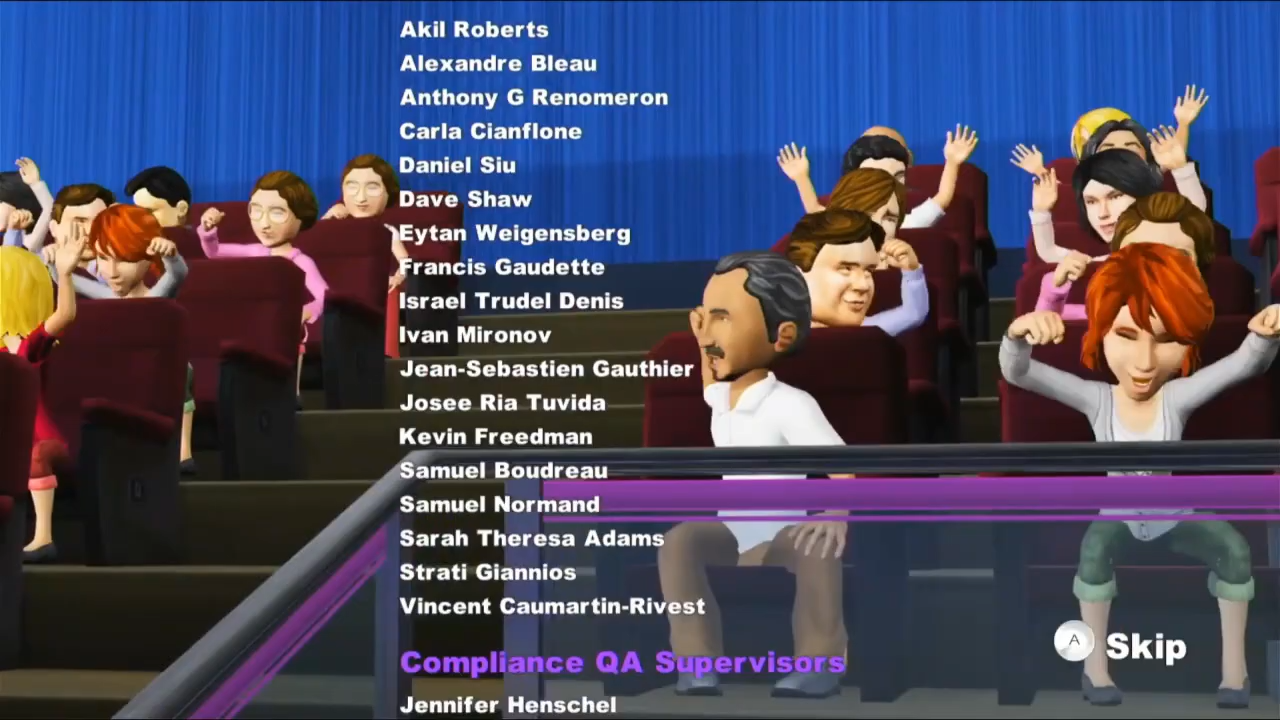 Akil Roberts
Alexandre Bleau
Anthony G Renomeron
Carla Cianflone
Daniel Siu
Dave Shaw
Eytan Weigensberg
Francis Gaudette
Israel Trudel Denis
Ivan Mironov
Jean-Sebastien Gauthier
Josee Ria Tuvida
Kevin Freedman
Samuel Boudreau
Samuel Normand
Sarah Theresa Adams
Strati Giannios
Vincent Caumartin-Rivest
Compliance QA Supervisors
Jennifer Henschel
A Skip